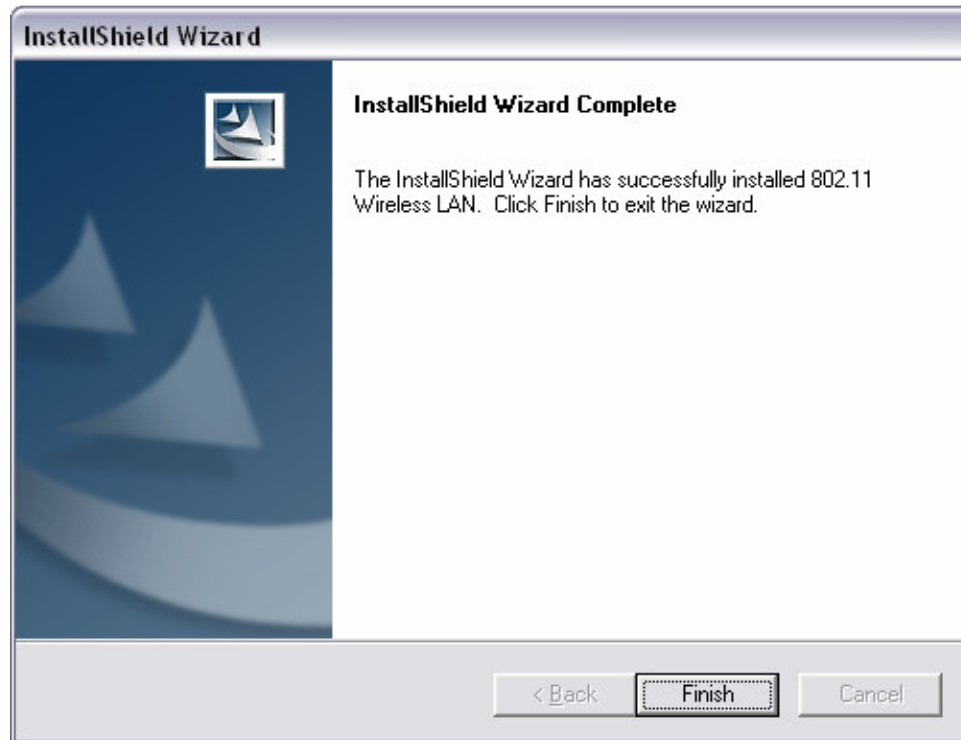 InstallShield Wizard
InstallShield Wizard Complete
The InstallShield Wizard has successfully installed 802.11
Wireless LAN.  Click Finish to exit the wizard.
< Back Finish Cancel